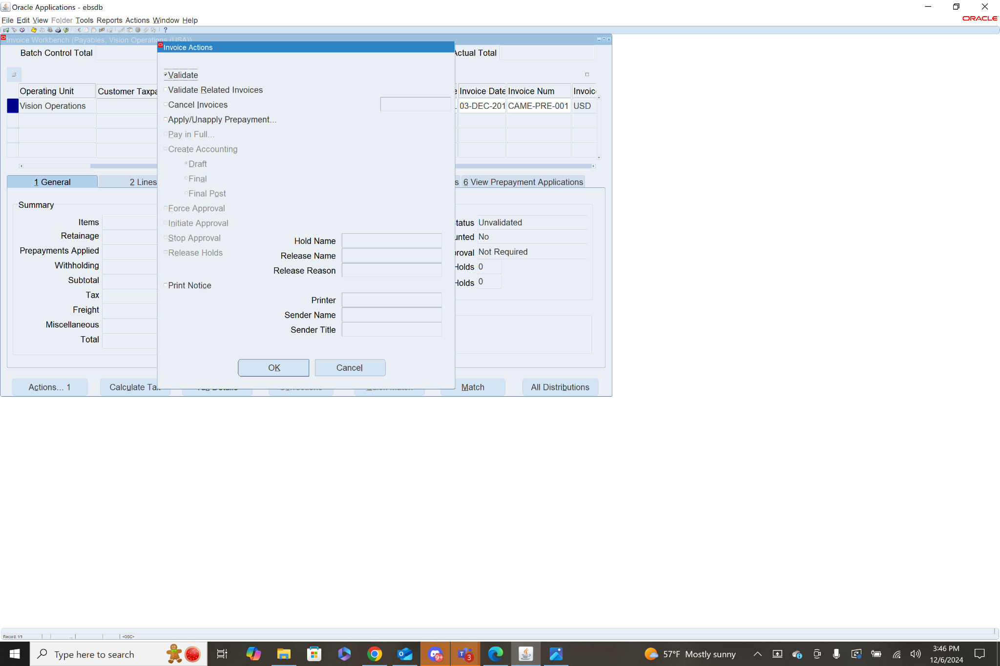 Oracle Applications - ebsdb
File Edit View Folder Tools Reports Actions Window Help
ORACLE
Invoice Workbench (Payables, Vision Operations (USA))
Invoice Actions
Batch Control Total
Actual Total
Validate
Validate Related Invoices
Cancel Invoices
Apply/Unapply Prepayment...
Pay in Full...
Create Accounting
Draft
Final
Final Post
Force Approval
Initiate Approval
Stop Approval
Release Holds
Hold Name
Release Name
Release Reason
Print Notice
Printer
Sender Name
Sender Title
OK
Cancel
Operating Unit
Customer Taxpa
Invoice Date
Invoice Num
Invoic
Vision Operations
03-DEC-201
CAME-PRE-001
USD
1 General
2 Lines
s
6 View Prepayment Applications
Summary
Items
Retainage
Prepayments Applied
Withholding
Subtotal
Tax
Freight
Miscellaneous
Total
tatus Unvalidated
unted No
roval Not Required
Holds 0
Holds 0
Actions... 1
Calculate Tax
Match
All Distributions
Record: 1/1
...
<OSC>
Type here to search
9+
3
57°F Mostly sunny
3:46 PM
12/6/2024